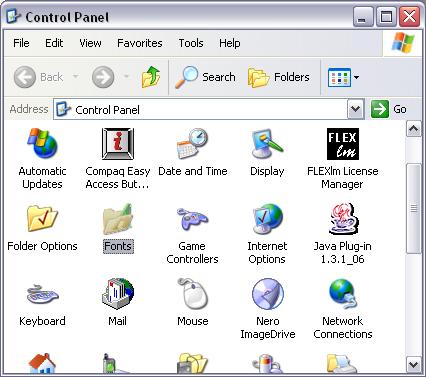 Control Panel
File Edit View Favorites Tools Help
Back Search Folders
Address Control Panel Go
FLEX
lm
Automatic Updates
Compaq Easy Access But...
Date and Time
Display
FLEXlm License Manager
Folder Options
Fonts
Game Controllers
Internet Options
Java Plug-in 1.3.1_06
Keyboard
Mail
Mouse
Nero ImageDrive
Network Connections